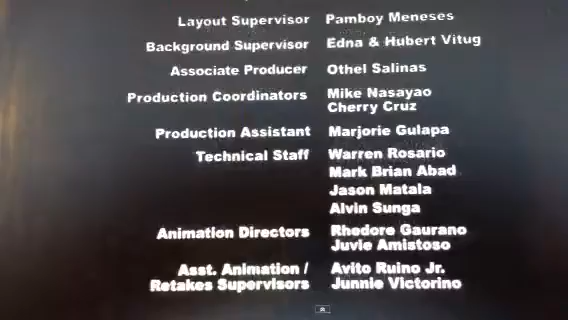 Layout Supervisor Pamboy Meneses
Background Supervisor Edna & Hubert Vitug
Associate Producer Othel Salinas
Production Coordinators Mike Nasayao
Cherry Cruz
Production Assistant Marjorie Gulapa
Technical Staff Warren Rosario
Mark Brian Abad
Jason Matala
Alvin Sunga
Animation Directors Rhedore Gaurano
Juvie Amistoso
Asst. Animation / Avito Ruino Jr.
Retakes Supervisors Junnie Victorino